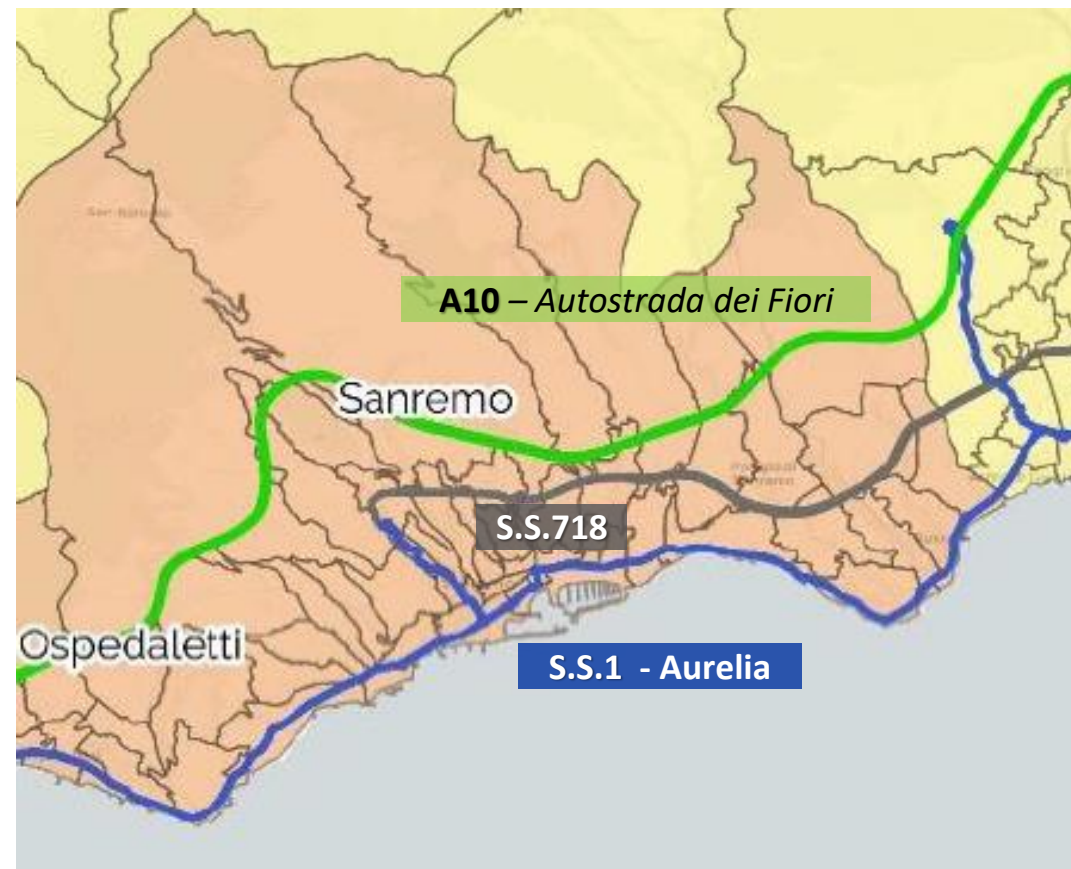 A10 – Autostrada dei Fiori
Sanremo
S.S.718
Ospedaletti
S.S.1 - Aurelia